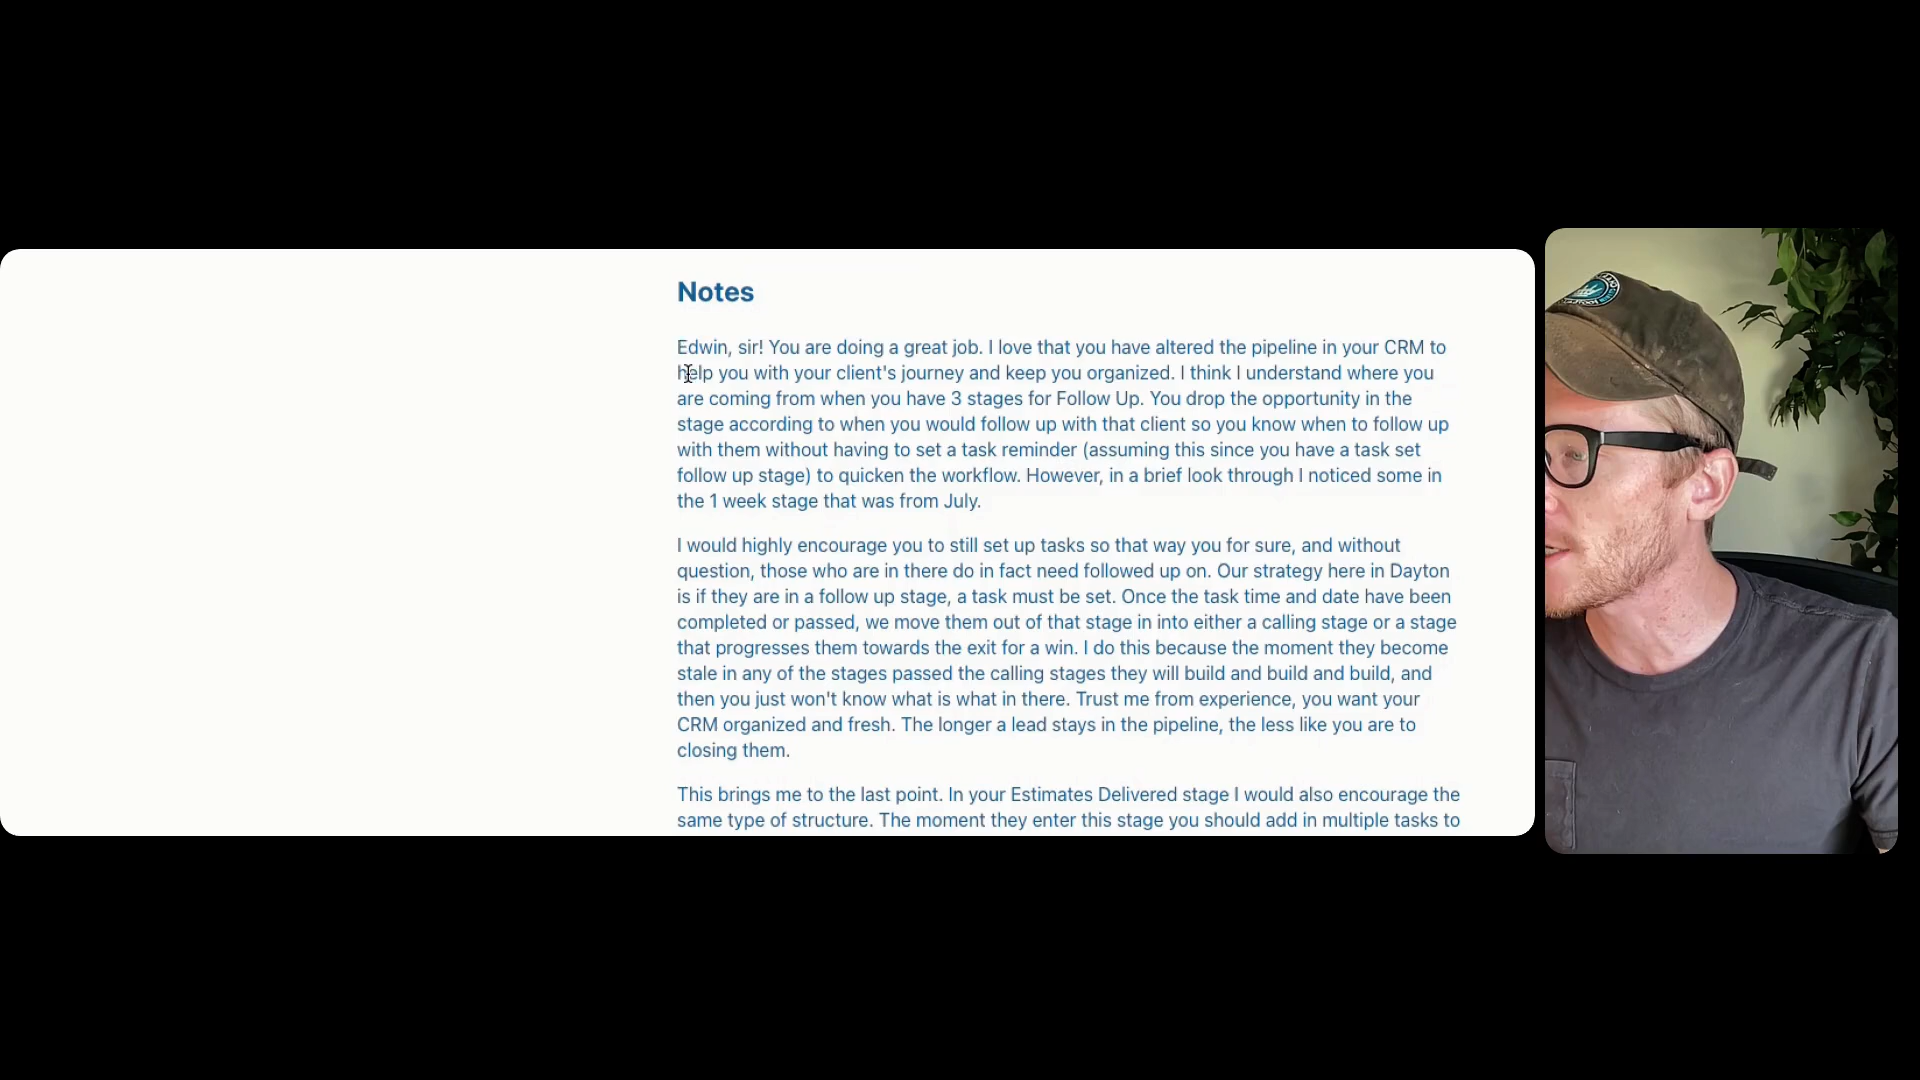 Notes
Edwin, sir! You are doing a great job. I love that you have altered the pipeline in your CRM to
help you with your client's journey and keep you organized. I think I understand where you
are coming from when you have 3 stages for Follow Up. You drop the opportunity in the
stage according to when you would follow up with that client so you know when to follow up
with them without having to set a task reminder (assuming this since you have a task set
follow up stage) to quicken the workflow. However, in a brief look through I noticed some in
the 1 week stage that was from July.
I would highly encourage you to still set up tasks so that way you for sure, and without
question, those who are in there do in fact need followed up on. Our strategy here in Dayton
is if they are in a follow up stage, a task must be set. Once the task time and date have been
completed or passed, we move them out of that stage in into either a calling stage or a stage
that progresses them towards the exit for a win. I do this because the moment they become
stale in any of the stages passed the calling stages they will build and build and build, and
then you just won't know what is what in there. Trust me from experience, you want your
CRM organized and fresh. The longer a lead stays in the pipeline, the less like you are to
closing them.
This brings me to the last point. In your Estimates Delivered stage I would also encourage the
same type of structure. The moment they enter this stage you should add in multiple tasks to